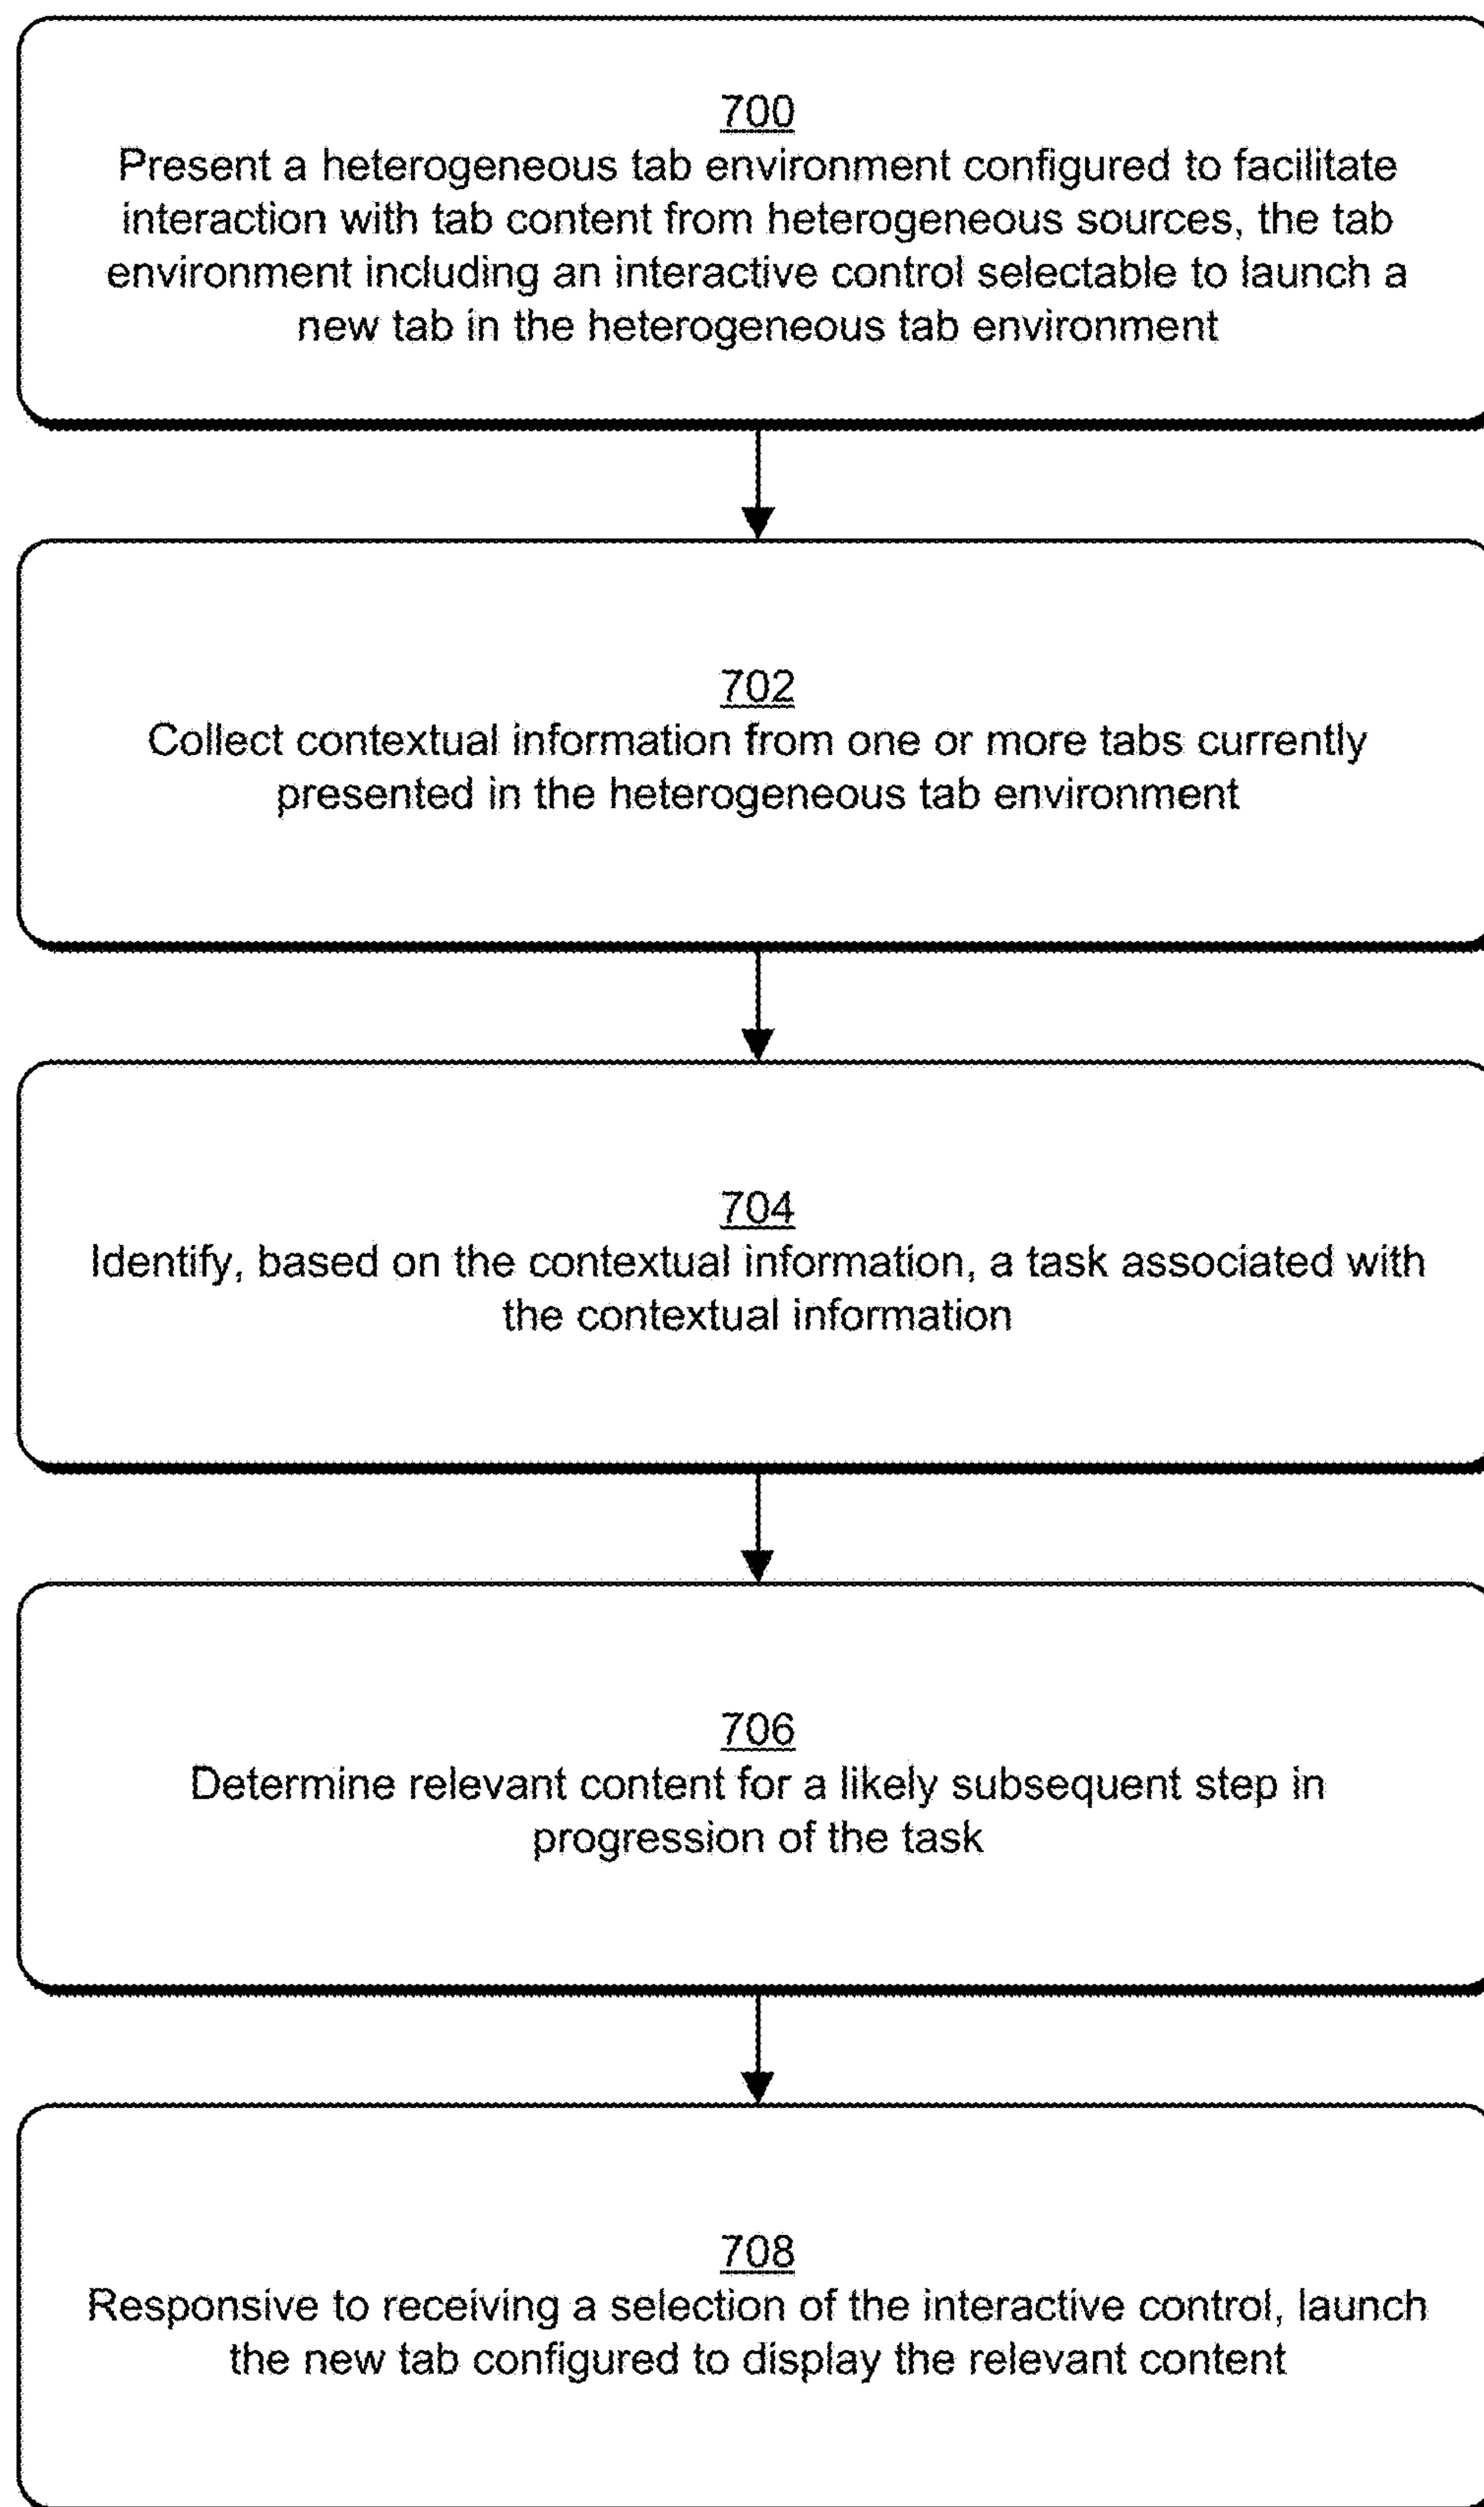 700
Present a heterogeneous tab environment configured to facilitate
interaction with tab content from heterogeneous sources, the tab
environment including an interactive control selectable to launch a
new tab in the heterogeneous tab environment
702
Collect contextual information from one or more tabs currently
presented in the heterogeneous tab environment
704
Identify, based on the contextual information, a task associated with
the contextual information
706
Determine relevant content for a likely subsequent step in
progression of the task
708
Responsive to receiving a selection of the interactive control, launch
the new tab configured to display the relevant content